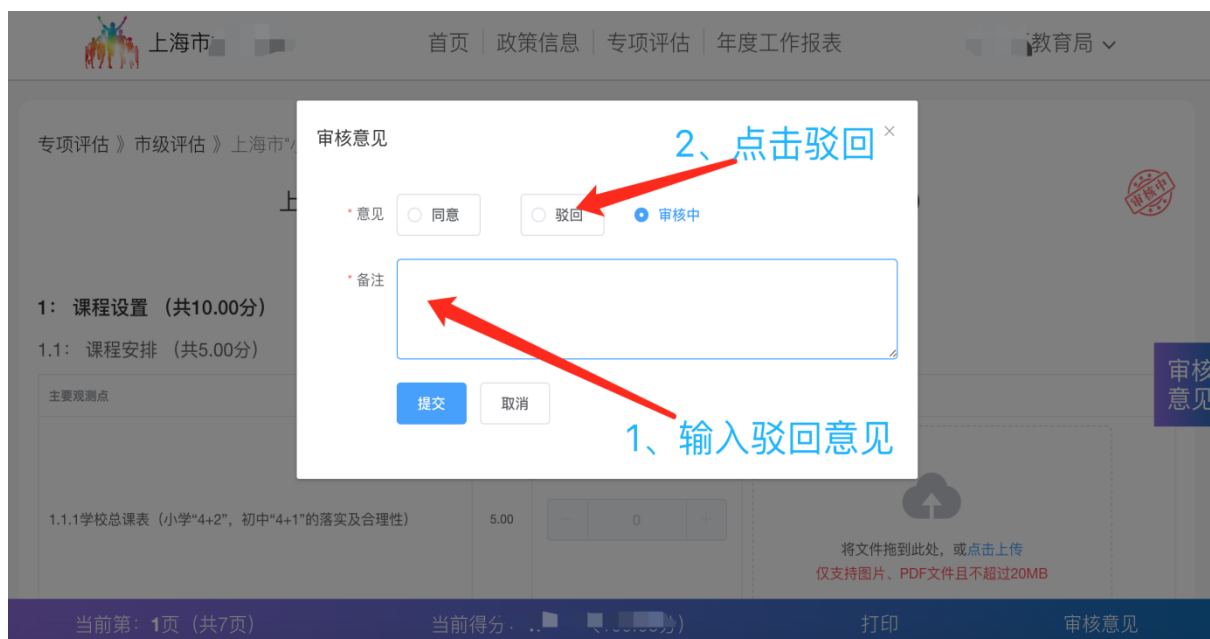 上海市
首页 政策信息 专项评估 年度工作报表
教育局
专项评估 》市级评估 》上海市“
审核意见
2、点击驳回
上
* 意见 同意 驳回 审核中
审核中
* 备注
1： 课程设置 （共10.00分）
1.1： 课程安排 （共5.00分）
审核
意见
主要观测点
提交 取消
1、输入驳回意见
1.1.1学校总课表（小学“4+2”，初中“4+1”的落实及合理性） 5.00 0
将文件拖到此处，或点击上传
仅支持图片、PDF文件且不超过20MB
当前第：1页（共7页） 当前得分： 打印 审核意见